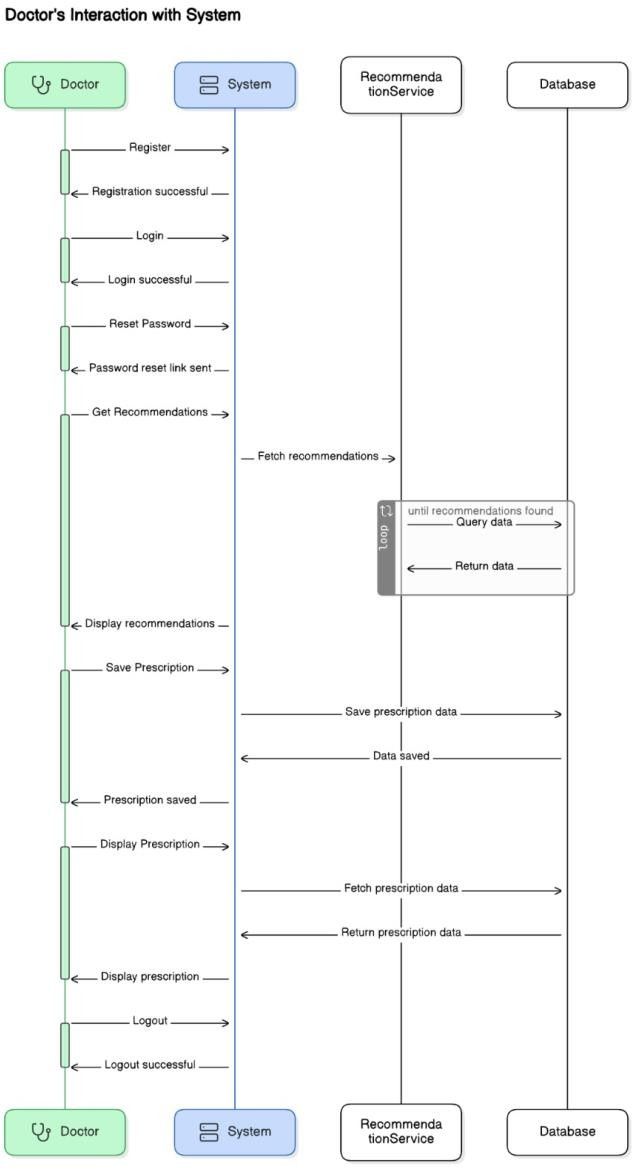 Doctor's Interaction with System
Doctor
System
Recommenda
tionService
Database
Register
Registration successful
Login
Login successful
Reset Password
Password reset link sent
Get Recommendations
Fetch recommendations
loop
until recommendations found
Query data
Return data
Display recommendations
Save Prescription
Save prescription data
Data saved
Prescription saved
Display Prescription
Fetch prescription data
Return prescription data
Display prescription
Logout
Logout successful
Doctor
System
Recommenda
tionService
Database